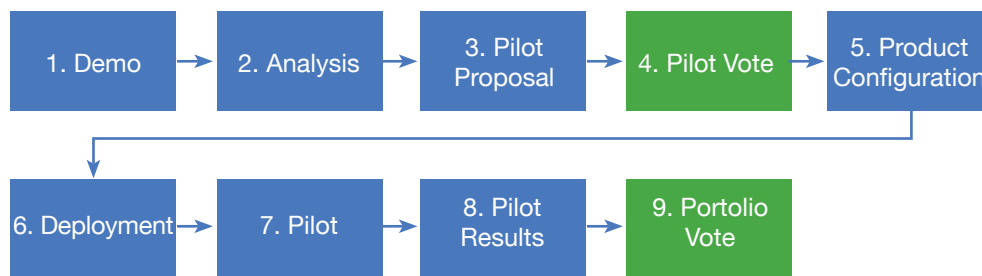 1. Demo
2. Analysis
3. Pilot
Proposal
4. Pilot Vote
5. Product
Configuration
6. Deployment
7. Pilot
8. Pilot
Results
9. Portolio
Vote